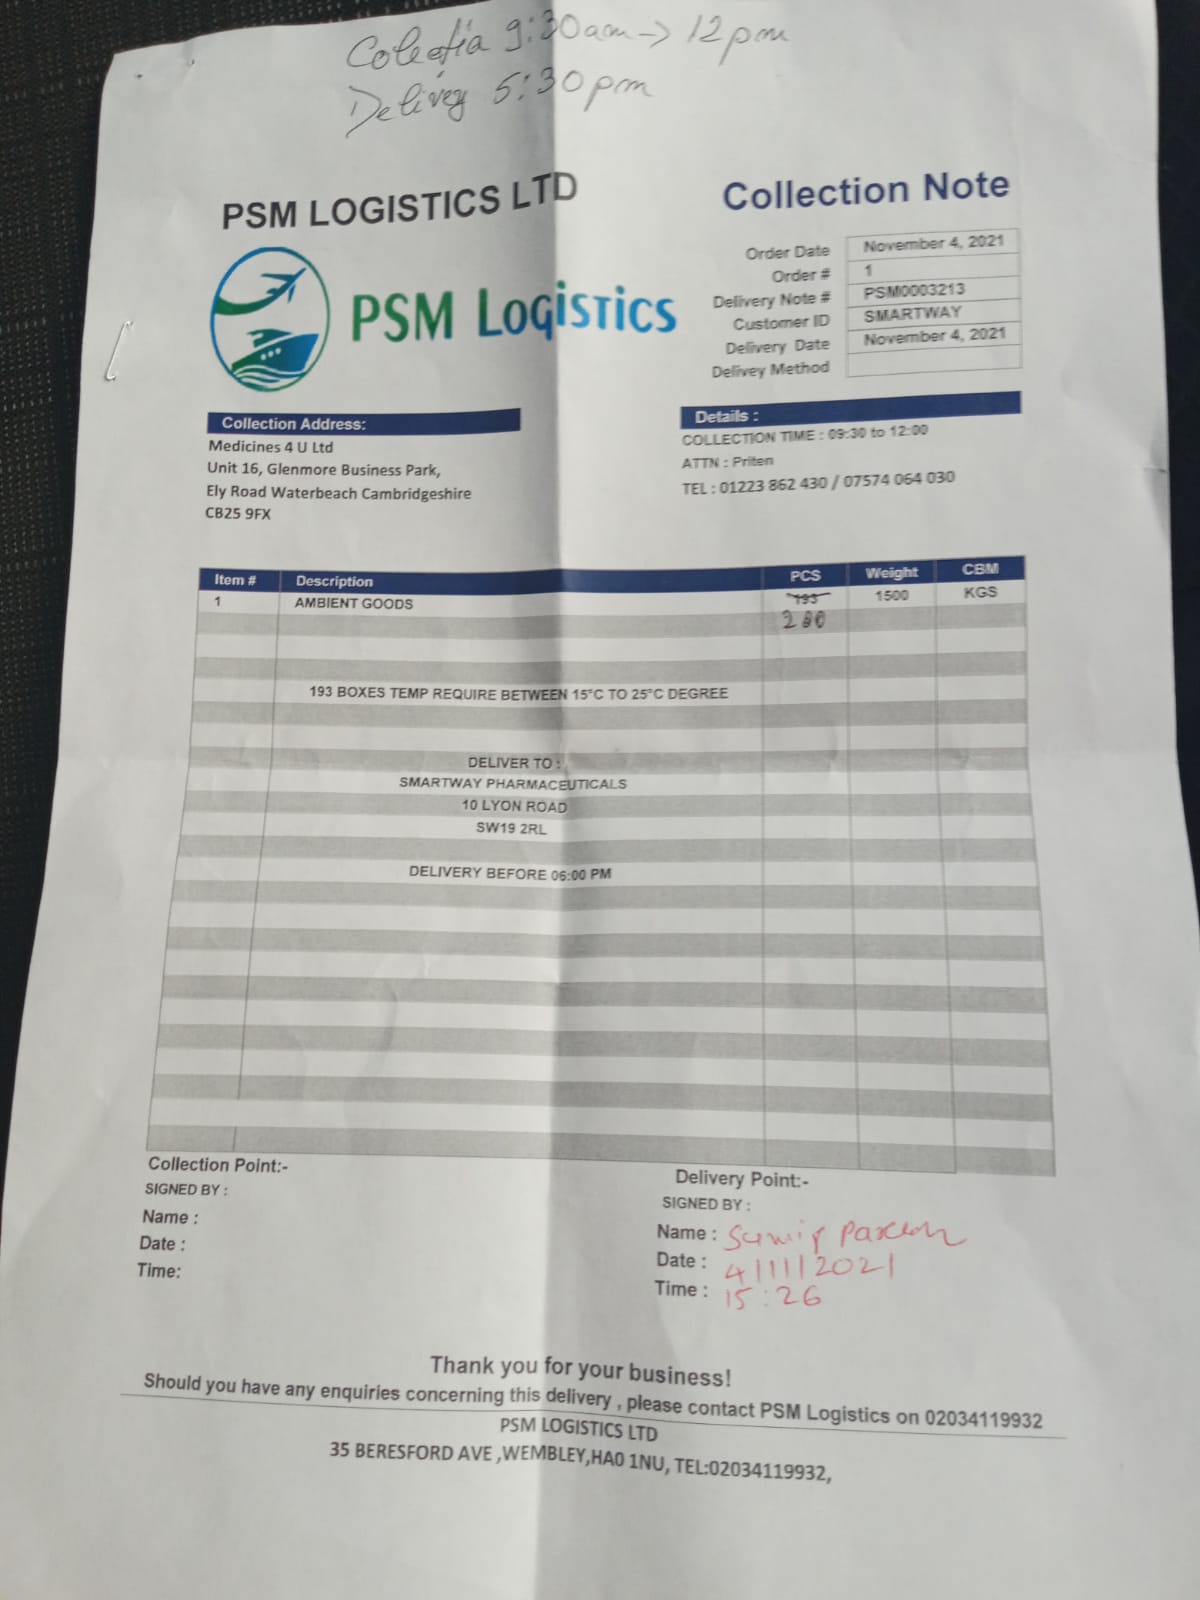 Colectia 9:30am -> 12pm
Delivey 5:30pm
PSM LOGISTICS LTD
PSM Logistics
Collection Note
Order Date November 4, 2021
Order # 1
Delivery Note # PSM0003213
Customer ID SMARTWAY
Delivery Date November 4, 2021
Delivey Method
Collection Address:
Medicines 4 U Ltd
Unit 16, Glenmore Business Park,
Ely Road Waterbeach Cambridgeshire
CB25 9FX
Details :
COLLECTION TIME : 09:30 to 12:00
ATTN : Priten
TEL : 01223 862 430 / 07574 064 030
Item # Description PCS Weight CBM
1 AMBIENT GOODS 193 1500 KGS
200
193 BOXES TEMP REQUIRE BETWEEN 15°C TO 25°C DEGREE
DELIVER TO :
SMARTWAY PHARMACEUTICALS
10 LYON ROAD
SW19 2RL
DELIVERY BEFORE 06:00 PM
Collection Point:-
SIGNED BY :
Name :
Date :
Time:
Delivery Point:-
SIGNED BY :
Name :
Date : 4/11/2021
Time : 15:26
Thank you for your business!
Should you have any enquiries concerning this delivery , please contact PSM Logistics on 02034119932
PSM LOGISTICS LTD
35 BERESFORD AVE ,WEMBLEY,HA0 1NU, TEL:02034119932,